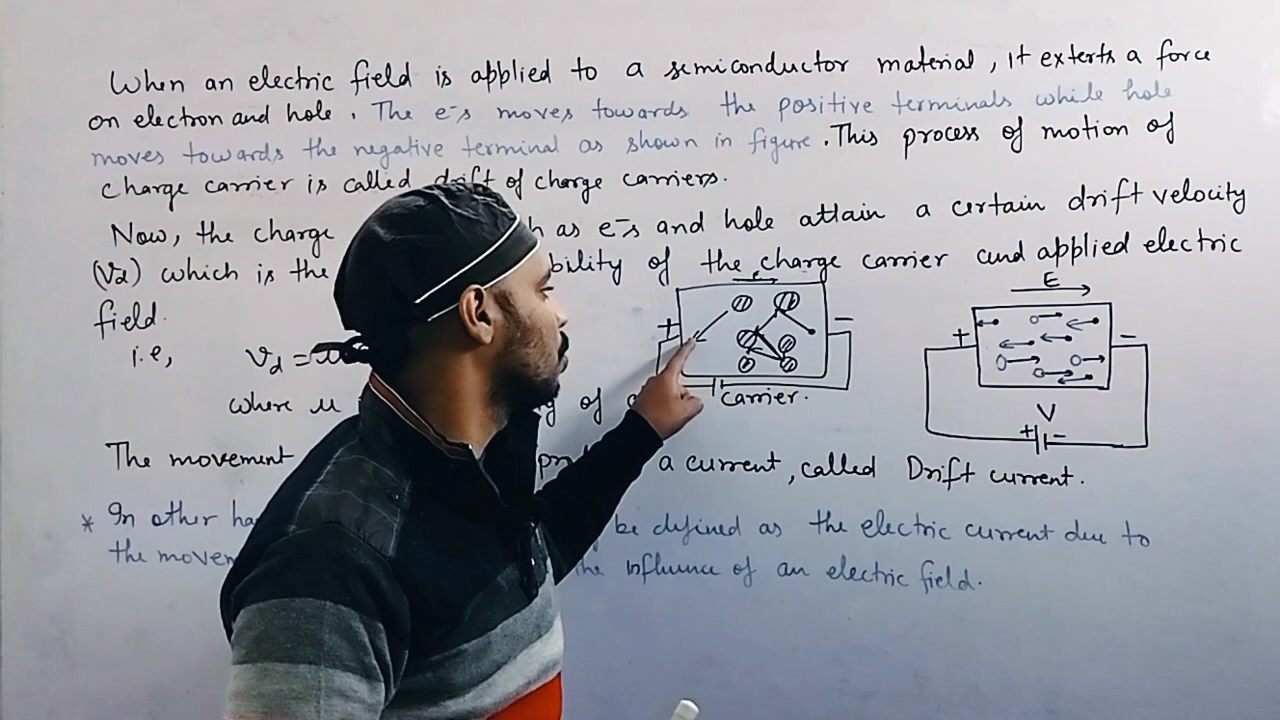 When an electric field is applied to a semiconductor material, it exterts a force
on electron and hole. The e⁻s moves towards the positive terminals while hole
moves towards the negative terminal as shown in figure. This process of motion of
charge carrier is called drift of charge carriers.
Now, the charge as e⁻s and hole attain a certain drift velocity
(Vd) which is the of the charge carrier and applied electric
field.
E
+ − + −
i.e, Vd =
where μ of carrier.
V
+ −
The movement a current, called Drift current.
* In other be defined as the electric current due to
the influence of an electric field.